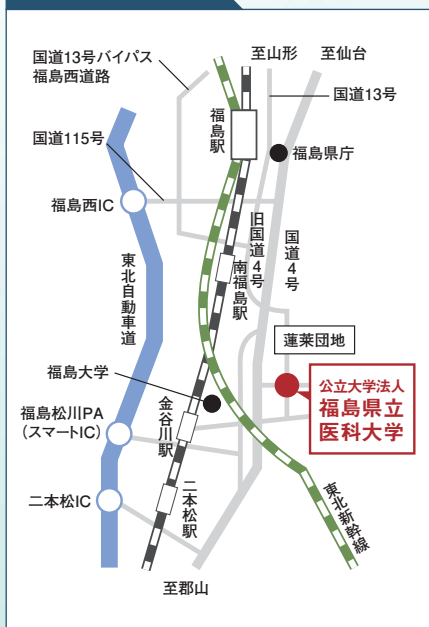 国道13号バイパス
福島西道路
至山形
至仙台
国道13号
福島駅
国道115号
福島県庁
福島西IC
旧国道4号
国道4号
南福島駅
東北自動車道
蓬莱団地
福島大学
公立大学法人
福島県立
医科大学
金谷川駅
福島松川PA
（スマートIC）
二本松駅
二本松IC
東北新幹線
至郡山